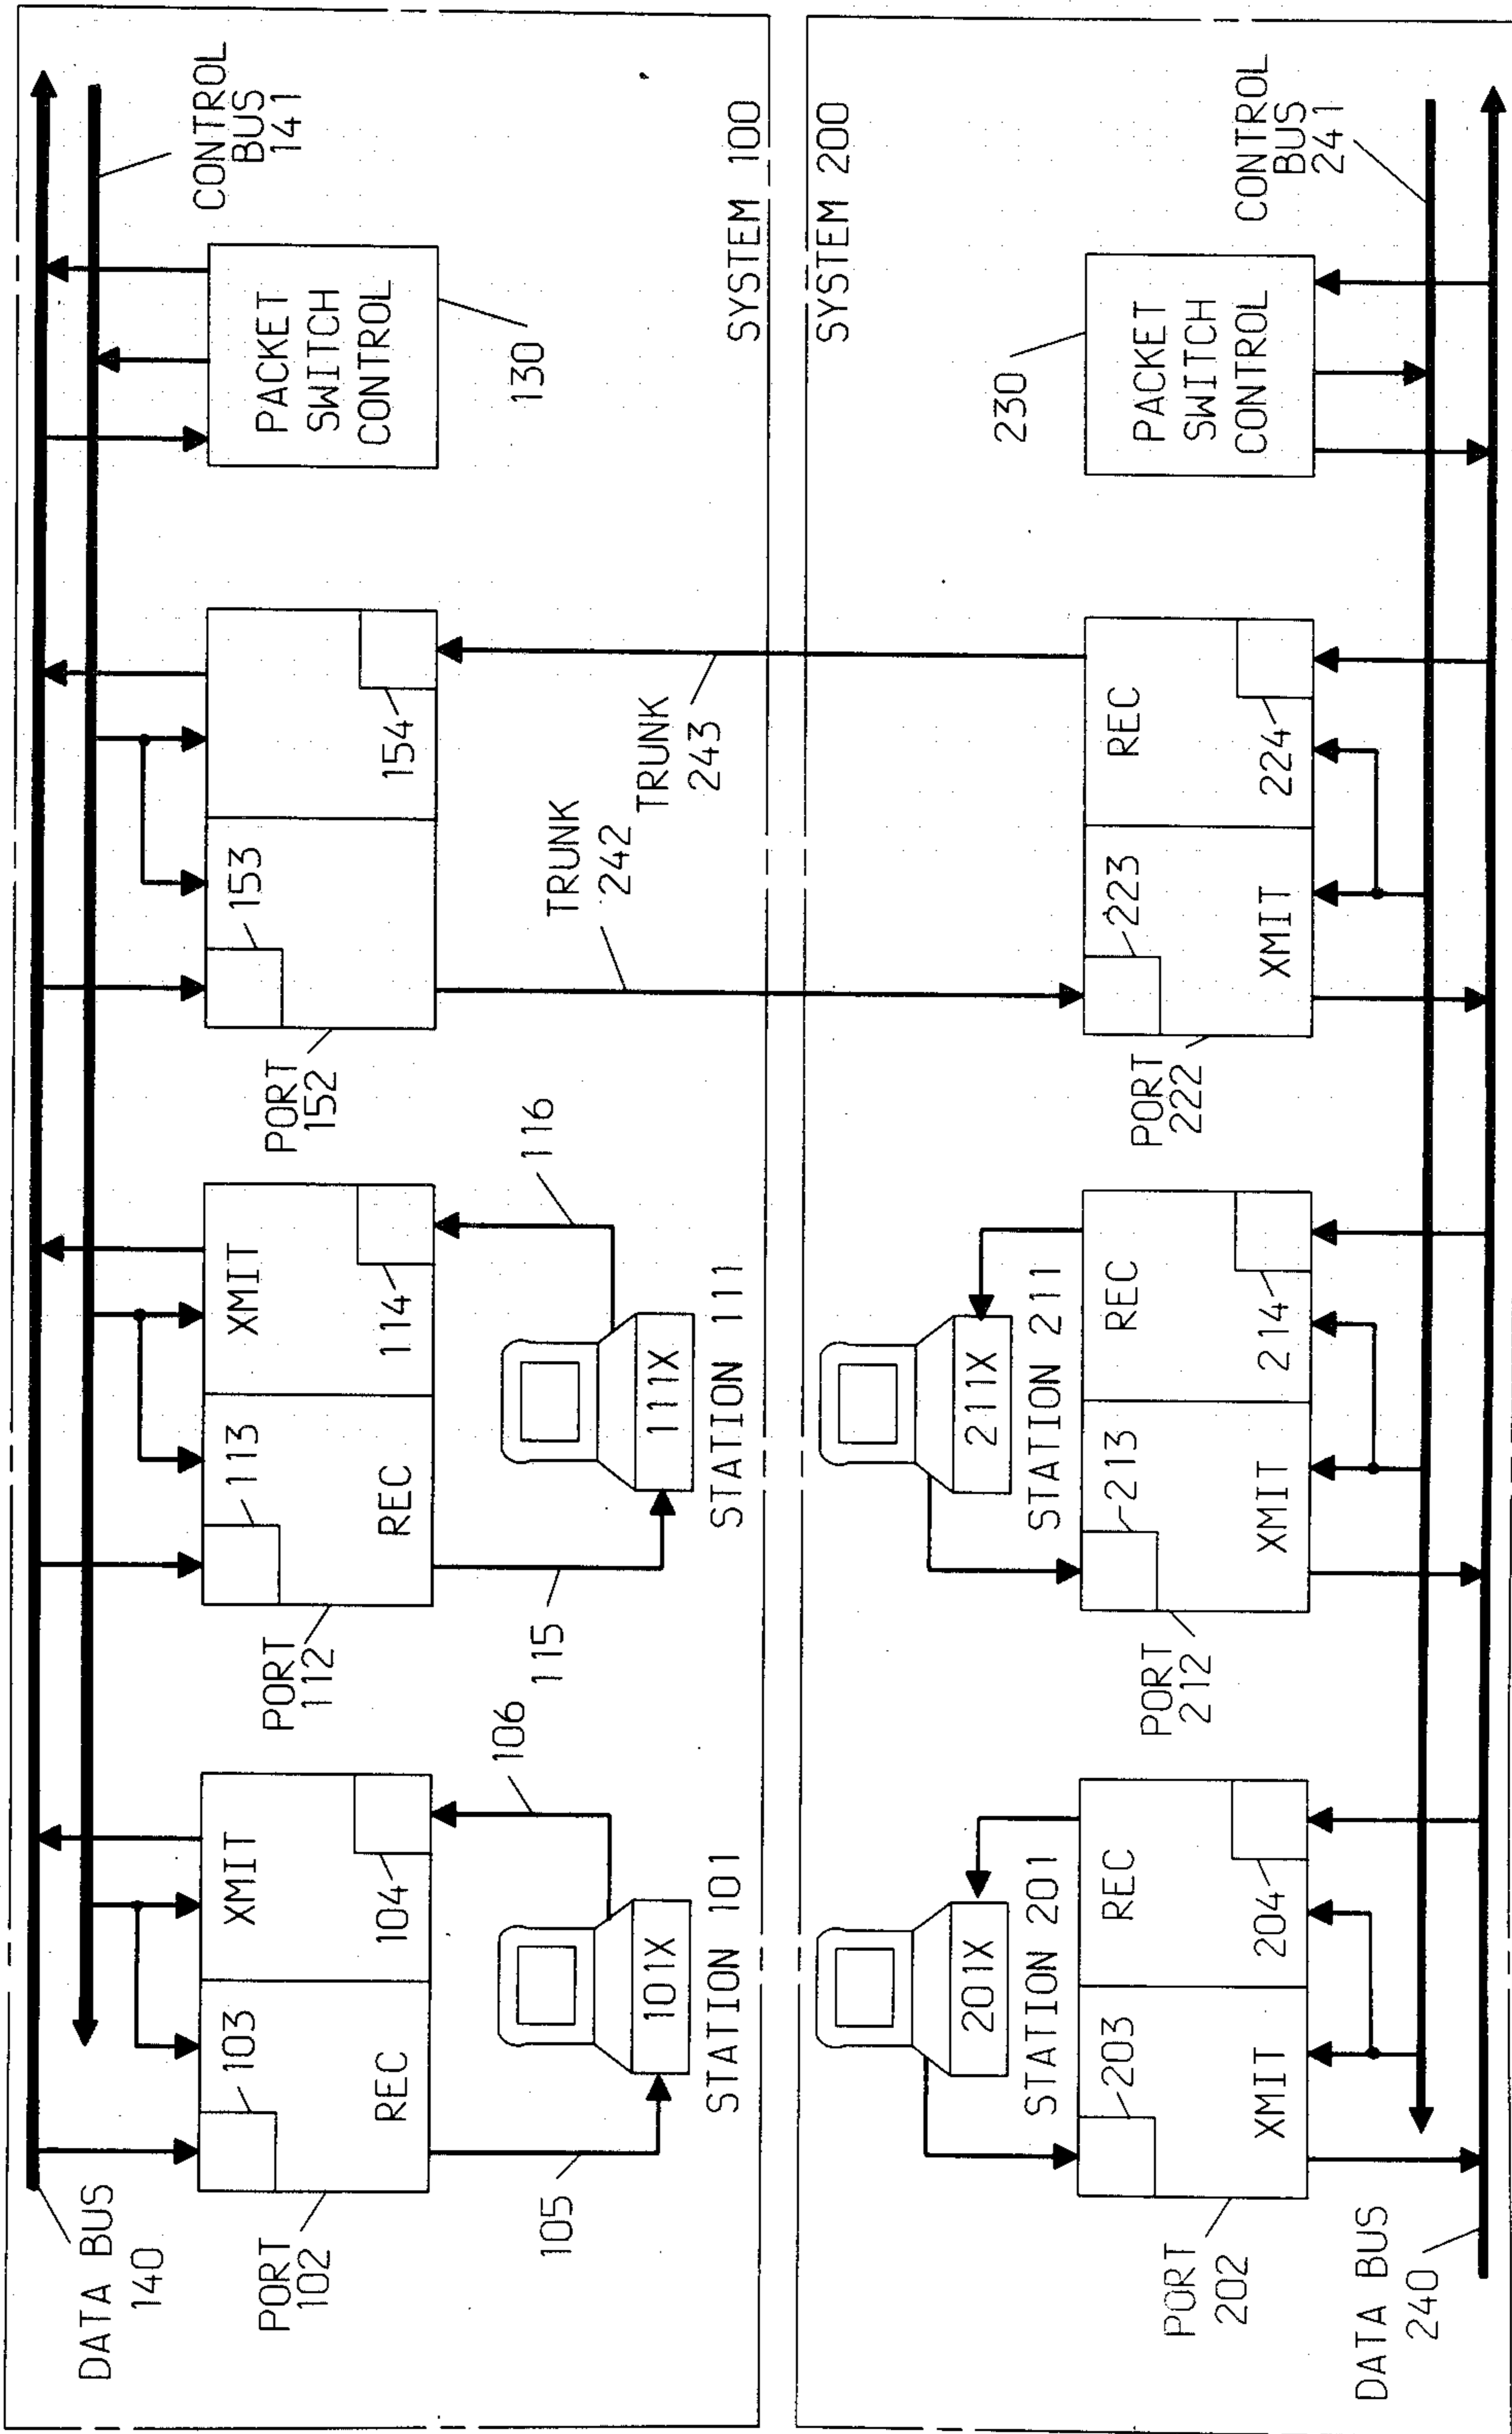 DATA BUS
140
CONTROL
BUS
141
PORT
102
103
XMIT
REC
104
105
106
101X
STATION 101
PORT
112
113
XMIT
REC
114
115
116
111X
STATION 111
PORT
152
153
154
TRUNK
242
TRUNK
243
PACKET
SWITCH
CONTROL
130
SYSTEM 100
SYSTEM 200
201X
STATION 201
PORT
202
203
REC
XMIT
204
211X
STATION 211
PORT
212
213
REC
XMIT
214
PORT
222
223
REC
XMIT
224
230
PACKET
SWITCH
CONTROL
CONTROL
BUS
241
DATA BUS
240